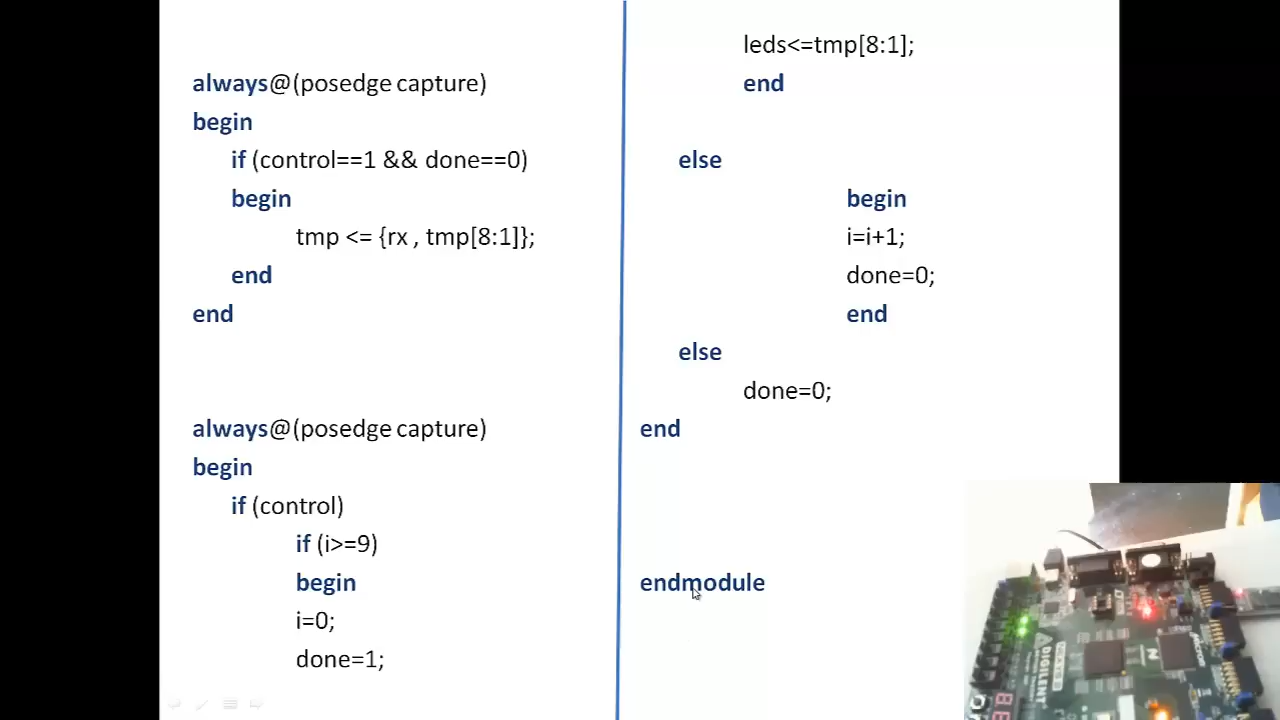 always@(posedge capture)
begin
if (control==1 && done==0)
begin
tmp <= {rx , tmp[8:1]};
end
end
always@(posedge capture)
begin
if (control)
if (i>=9)
begin
i=0;
done=1;
leds<=tmp[8:1];
end
else
begin
i=i+1;
done=0;
end
else
done=0;
end
endmodule
DIGILENT